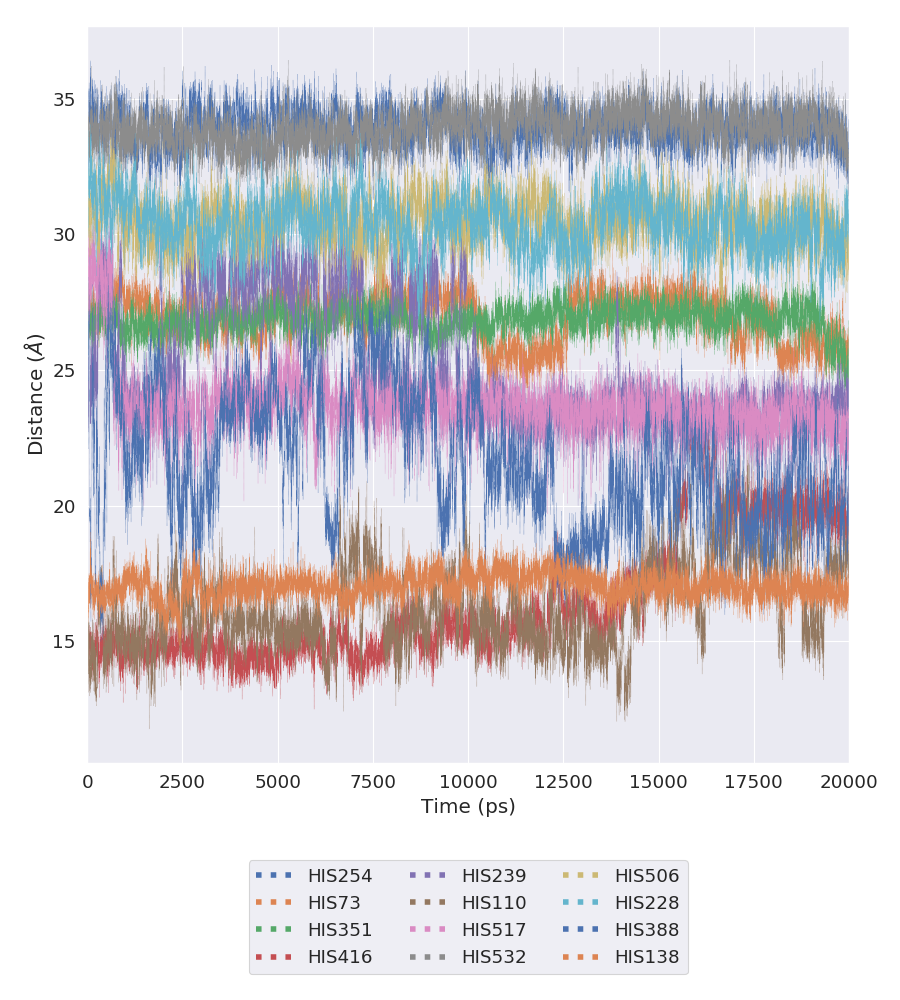 35
30
25
20
15
Distance (Å)
0 2500 5000 7500 10000 12500 15000 17500 20000
Time (ps)
HIS254 HIS239 HIS506
HIS73 HIS110 HIS228
HIS351 HIS517 HIS388
HIS416 HIS532 HIS138